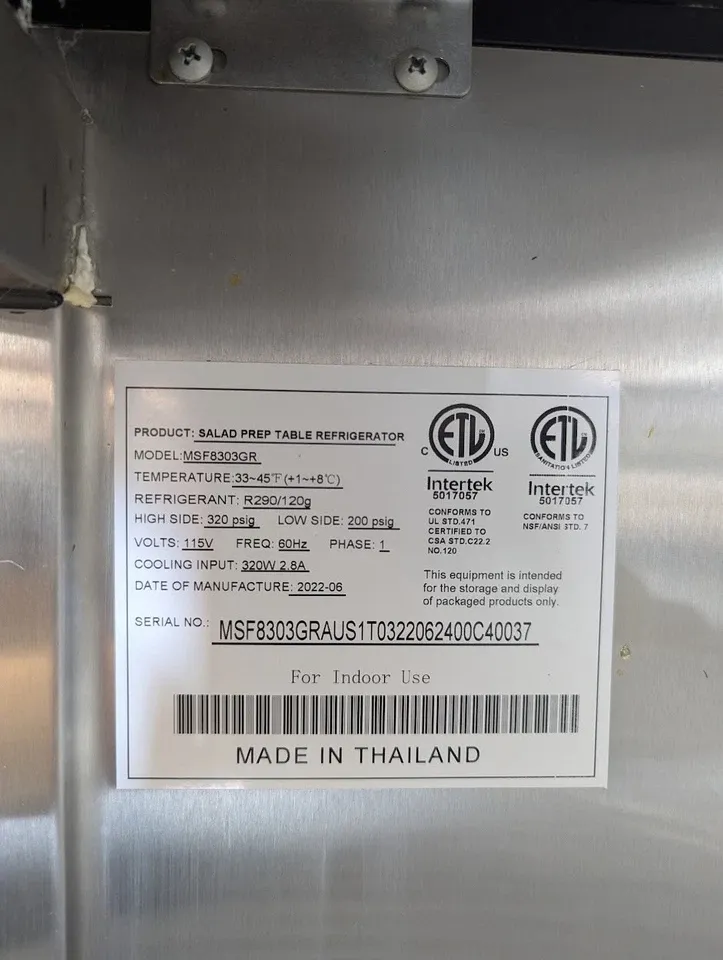 PRODUCT: SALAD PREP TABLE REFRIGERATOR
MODEL:MSF8303GR
TEMPERATURE:33~45℉(+1~+8℃)
REFRIGERANT: R290/120g
HIGH SIDE: 320 psig LOW SIDE: 200 psig
VOLTS: 115V FREQ: 60Hz PHASE: 1
COOLING INPUT: 320W 2.8A
DATE OF MANUFACTURE: 2022-06
C ETL LISTED US
Intertek
5017057
CONFORMS TO
UL STD.471
CERTIFIED TO
CSA STD.C22.2
NO.120
ETL SANITATION LISTED
Intertek
5017057
CONFORMS TO
NSF/ANSI STD. 7
This equipment is intended
for the storage and display
of packaged products only.
SERIAL NO.: MSF8303GRAUS1T0322062400C40037
For Indoor Use
MADE IN THAILAND